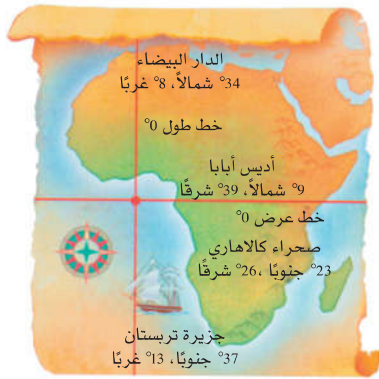 الدار البيضاء
34° شمالاً، 8° غربًا
خط طول 0°
أديس أبابا
9° شمالاً، 39° شرقًا
خط عرض 0°
صحراء كالاهاري
23° جنوبًا ،26° شرقًا
جزيرة تربستان
37° جنوبًا، 13° غربًا